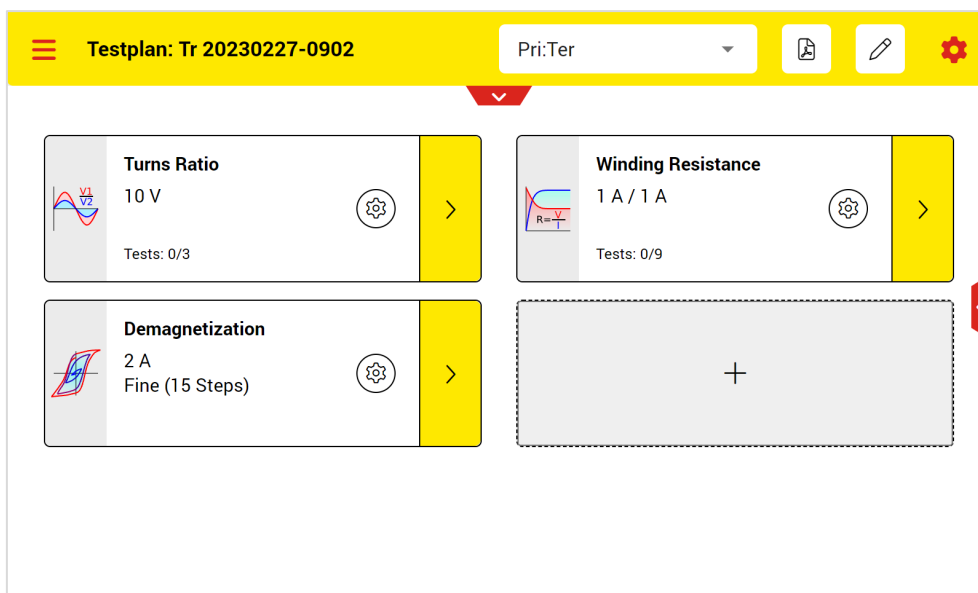 Testplan: Tr 20230227-0902
Pri:Ter
Turns Ratio
10 V
Tests: 0/3
V1
V2
Winding Resistance
1 A / 1 A
Tests: 0/9
R=V
I
Demagnetization
2 A
Fine (15 Steps)